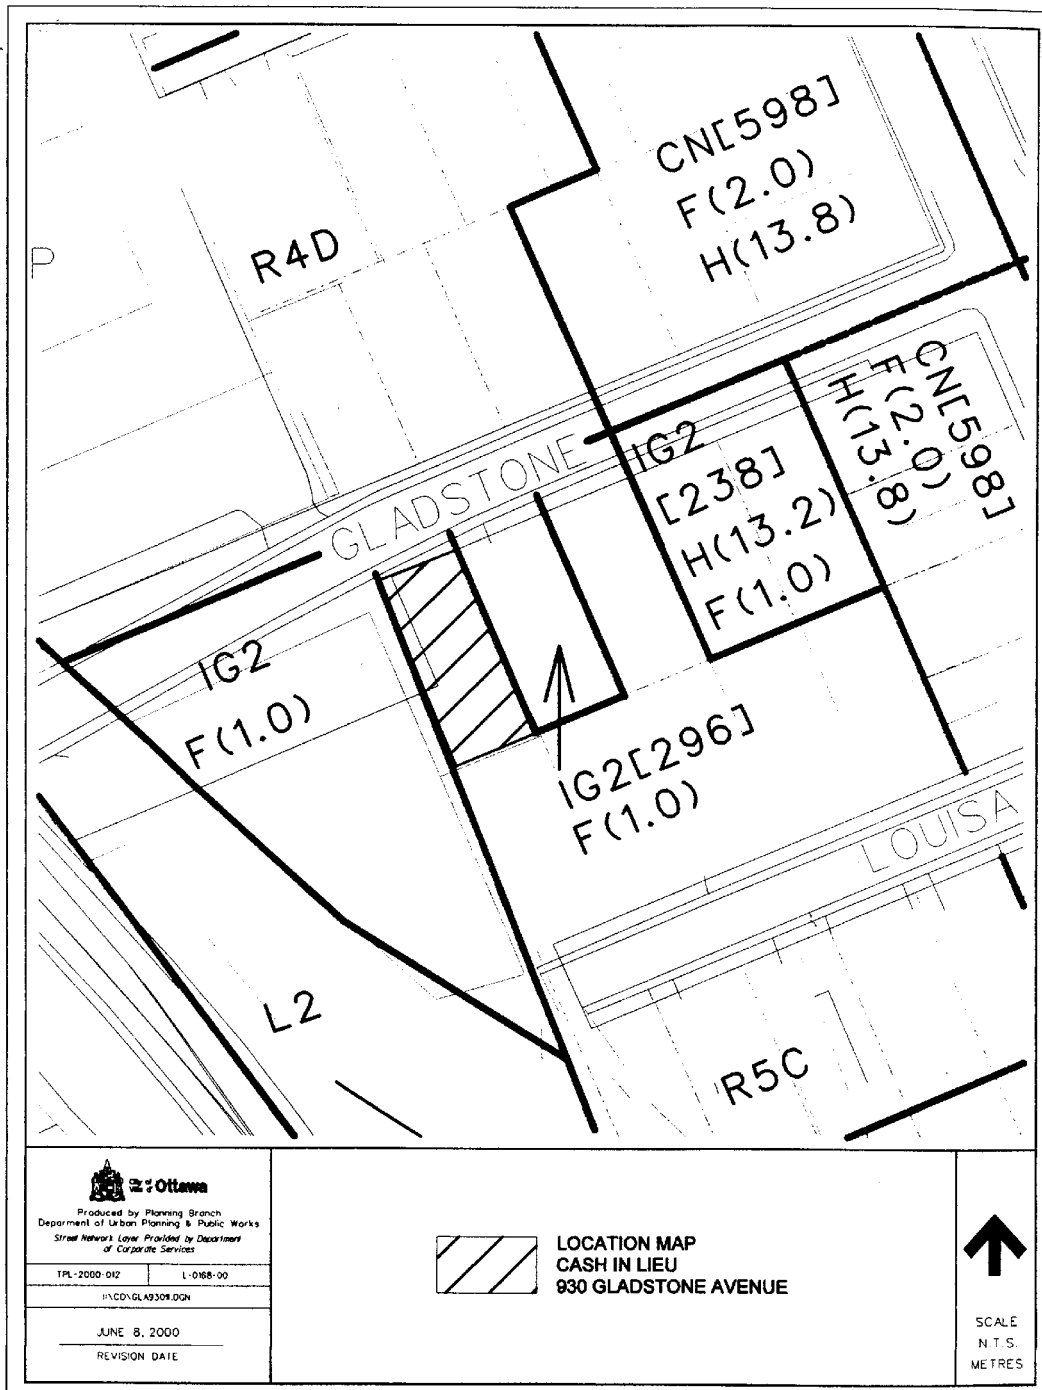 CN[598]
F(2.0)
H(13.8)
R4D
P
CN[598]
F(2.0)
H(13.8)
GLADSTONE
IG2
[238]
H(13.2)
F(1.0)
IG2
F(1.0)
IG2[296]
F(1.0)
LOUISA
L2
R5C
Ottawa
Produced by Planning Branch
Deparment of Urban Planning & Public Works
Street Network Layer Provided by Department
of Corporate Services
TPL-2000-012
L-0168-00
JUNE 8, 2000
REVISION DATE
LOCATION MAP
CASH IN LIEU
930 GLADSTONE AVENUE
SCALE
N.T.S.
METRES